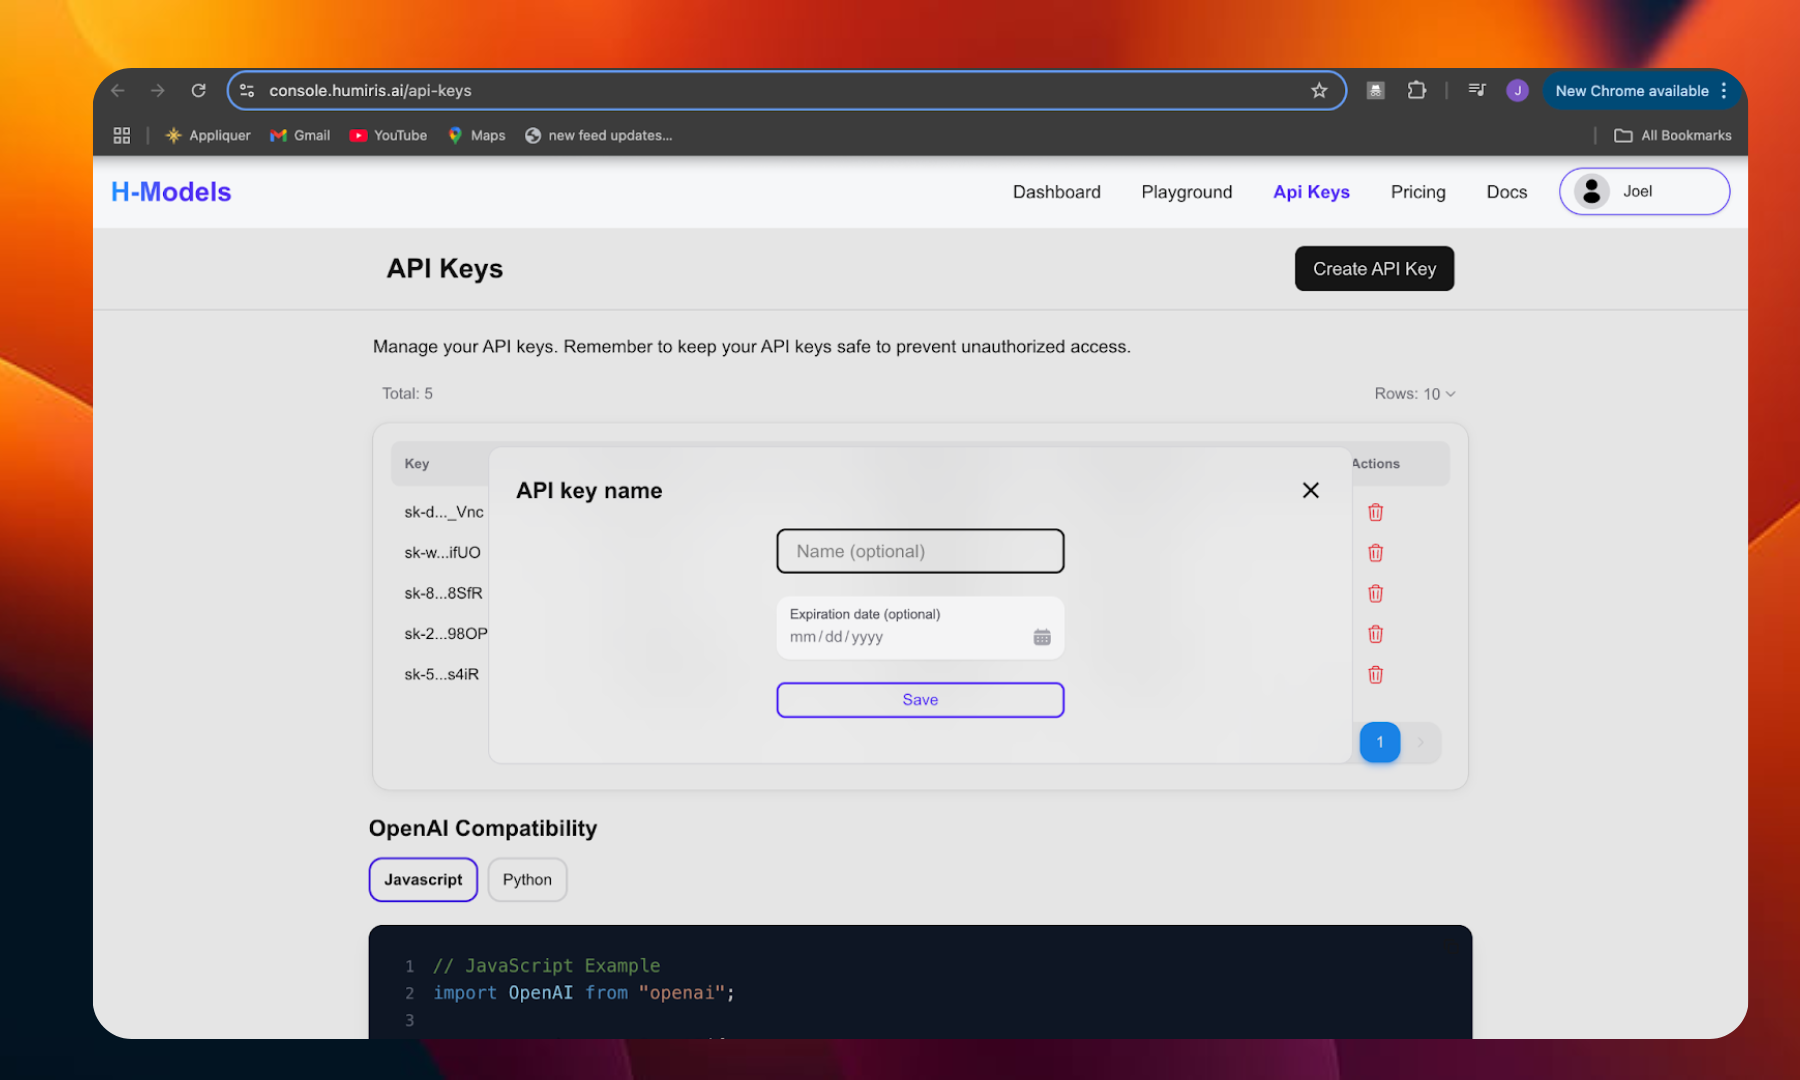 console.humiris.ai/api-keys
J
New Chrome available
Appliquer
Gmail
YouTube
Maps
new feed updates...
All Bookmarks
H-Models
Dashboard
Playground
Api Keys
Pricing
Docs
Joel
API Keys
Create API Key
Manage your API keys. Remember to keep your API keys safe to prevent unauthorized access.
Total: 5
Rows: 10
Key
Actions
API key name
sk-d..._Vnc
sk-w...ifUO
sk-8...8SfR
sk-2...98OP
sk-5...s4iR
Name (optional)
Expiration date (optional)
mm/dd/yyyy
Save
1
OpenAI Compatibility
Javascript
Python
1 // JavaScript Example
2 import OpenAI from "openai";
3